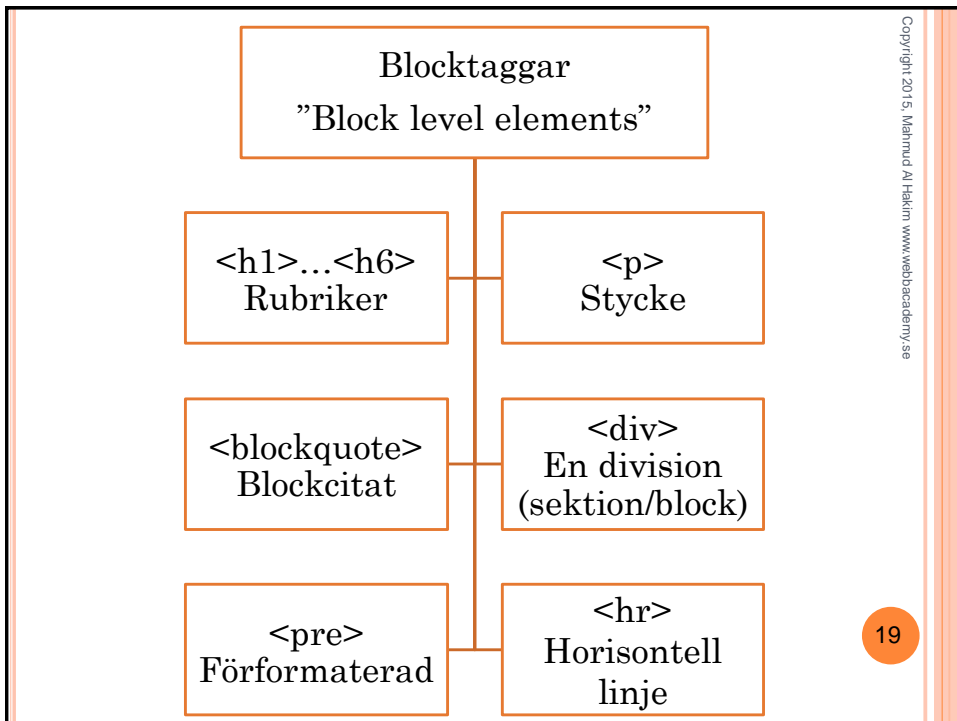 Blocktaggar
”Block level elements”
<h1>…<h6>
Rubriker
<p>
Stycke
<blockquote>
Blockcitat
<div>
En division
(sektion/block)
<pre>
Förformaterad
<hr>
Horisontell
linje
Copyright 2015, Mahmud Al Hakim www.webbacademy.se
19